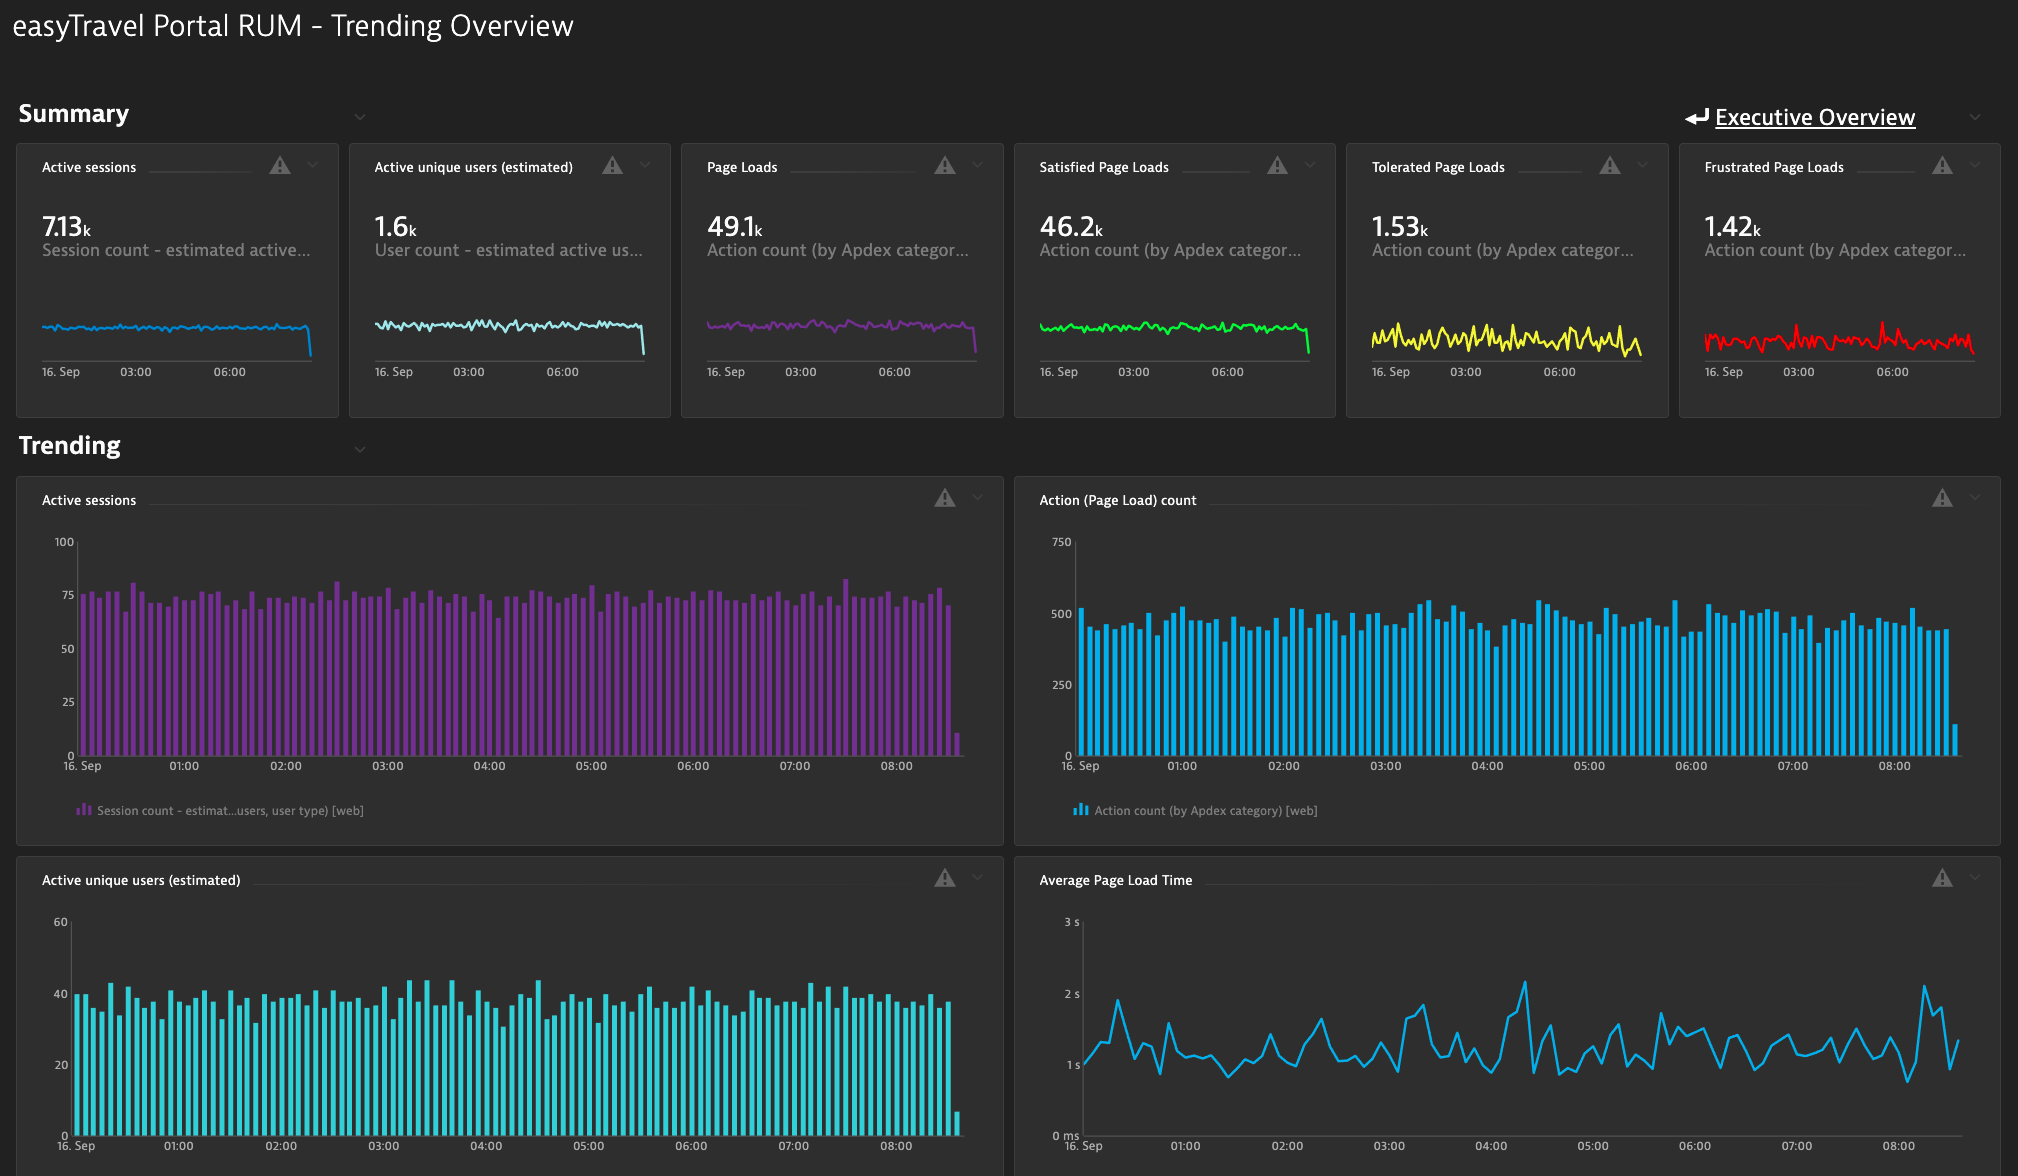 easyTravel Portal RUM - Trending Overview
Summary
Executive Overview
Active sessions
7.13k
Session count - estimated active...
16. Sep 03:00 06:00
Active unique users (estimated)
1.6k
User count - estimated active us...
16. Sep 03:00 06:00
Page Loads
49.1k
Action count (by Apdex categor...
16. Sep 03:00 06:00
Satisfied Page Loads
46.2k
Action count (by Apdex categor...
16. Sep 03:00 06:00
Tolerated Page Loads
1.53k
Action count (by Apdex categor...
16. Sep 03:00 06:00
Frustrated Page Loads
1.42k
Action count (by Apdex categor...
16. Sep 03:00 06:00
Trending
Active sessions
100
75
50
25
0
16. Sep 01:00 02:00 03:00 04:00 05:00 06:00 07:00 08:00
Session count - estimat...users, user type) [web]
Action (Page Load) count
750
500
250
0
16. Sep 01:00 02:00 03:00 04:00 05:00 06:00 07:00 08:00
Action count (by Apdex category) [web]
Active unique users (estimated)
60
40
20
0
16. Sep 01:00 02:00 03:00 04:00 05:00 06:00 07:00 08:00
Average Page Load Time
3 s
2 s
1 s
0 ms
16. Sep 01:00 02:00 03:00 04:00 05:00 06:00 07:00 08:00